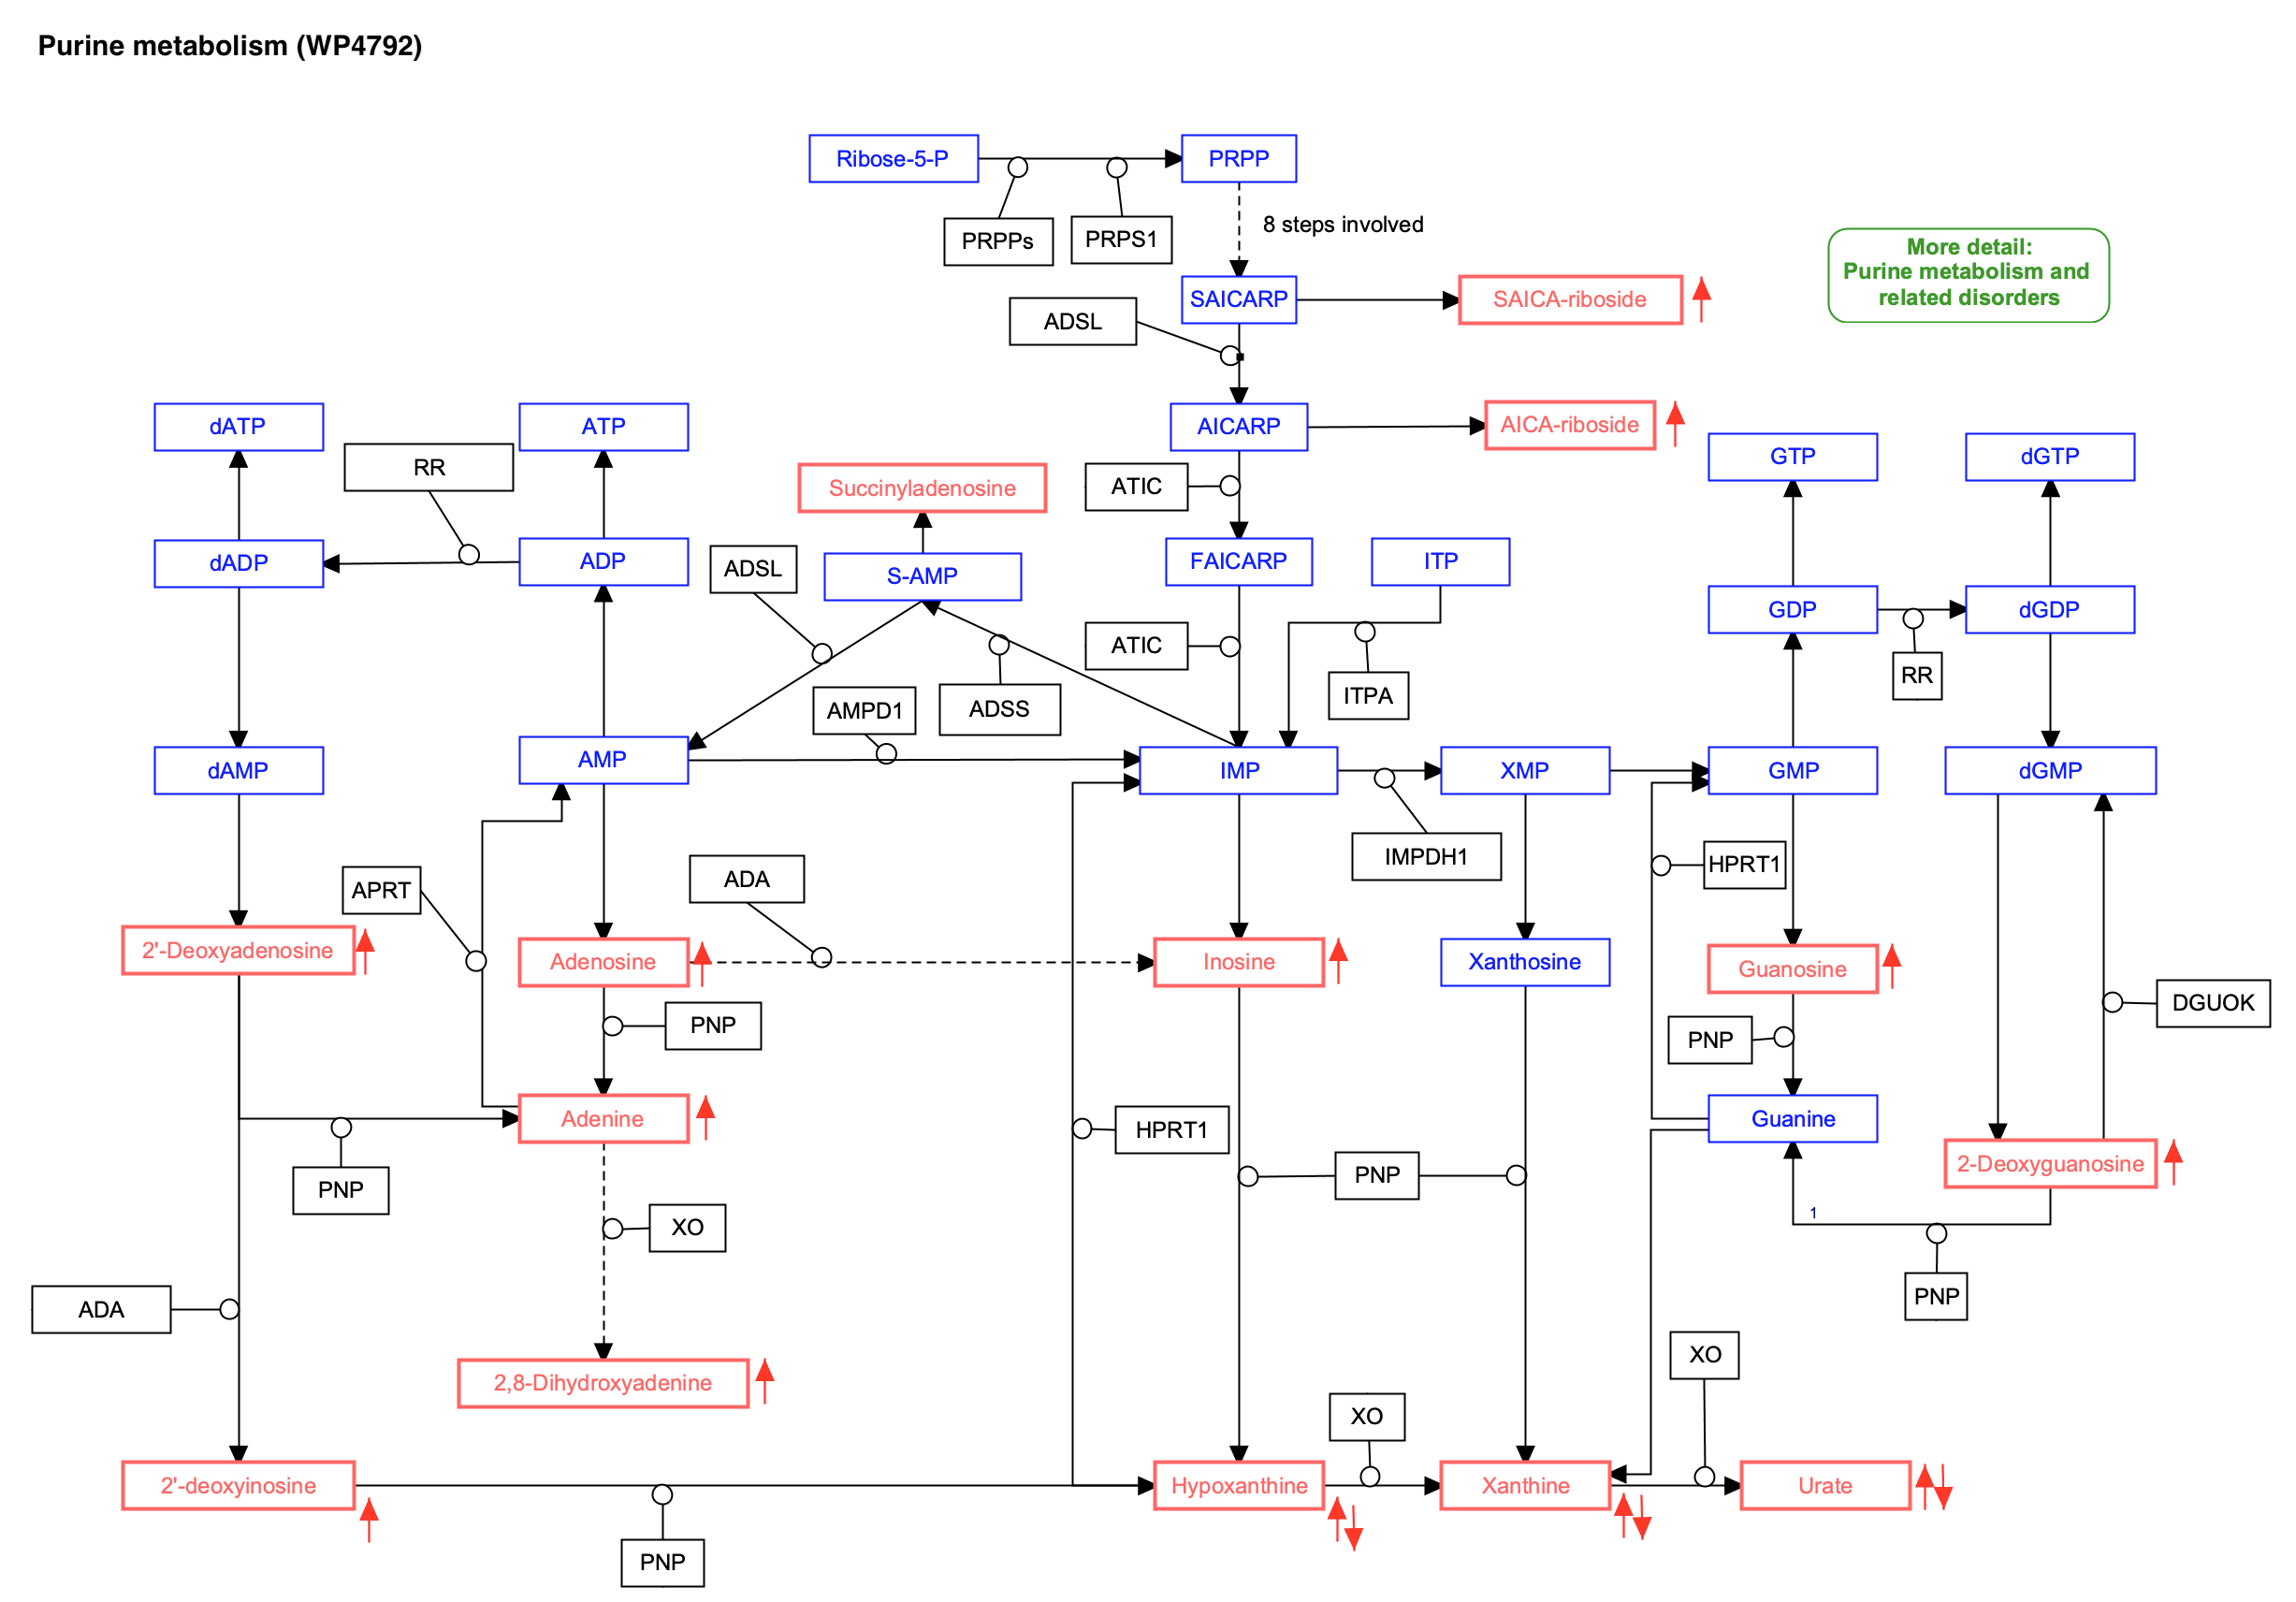 Purine metabolism (WP4792)
Ribose-5-P
PRPP
PRPPs
PRPS1
8 steps involved
More detail:
Purine metabolism and
related disorders
SAICARP
SAICA-riboside
ADSL
dATP
ATP
AICARP
AICA-riboside
RR
GTP
dGTP
Succinyladenosine
ATIC
dADP
ADP
ADSL
S-AMP
FAICARP
ITP
GDP
dGDP
ATIC
RR
ITPA
AMPD1
ADSS
dAMP
AMP
IMP
XMP
GMP
dGMP
IMPDH1
HPRT1
APRT
ADA
2'-Deoxyadenosine
Adenosine
Inosine
Xanthosine
Guanosine
DGUOK
PNP
PNP
Adenine
Guanine
HPRT1
2-Deoxyguanosine
PNP
PNP
1
XO
PNP
ADA
XO
2,8-Dihydroxyadenine
XO
2'-deoxyinosine
Hypoxanthine
Xanthine
Urate
PNP